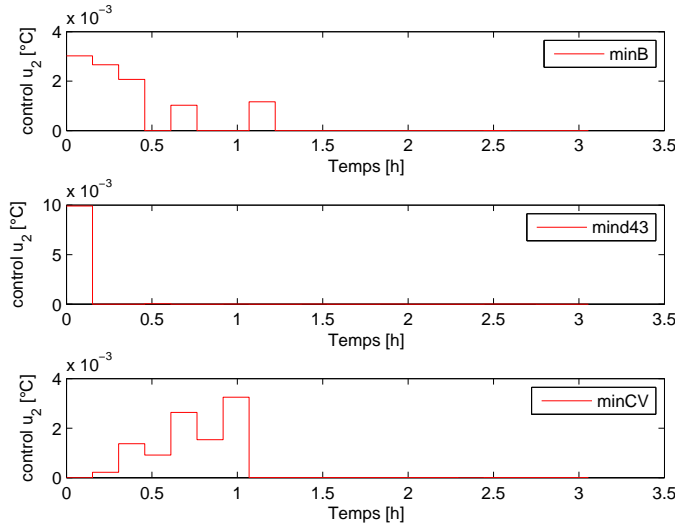 x 10⁻³
4
2
0
control u₂ [°C]
minB
0 0.5 1 1.5 2 2.5 3 3.5
Temps [h]
x 10⁻³
10
5
0
control u₂ [°C]
mind43
0 0.5 1 1.5 2 2.5 3 3.5
Temps [h]
x 10⁻³
4
2
0
control u₂ [°C]
minCV
0 0.5 1 1.5 2 2.5 3 3.5
Temps [h]